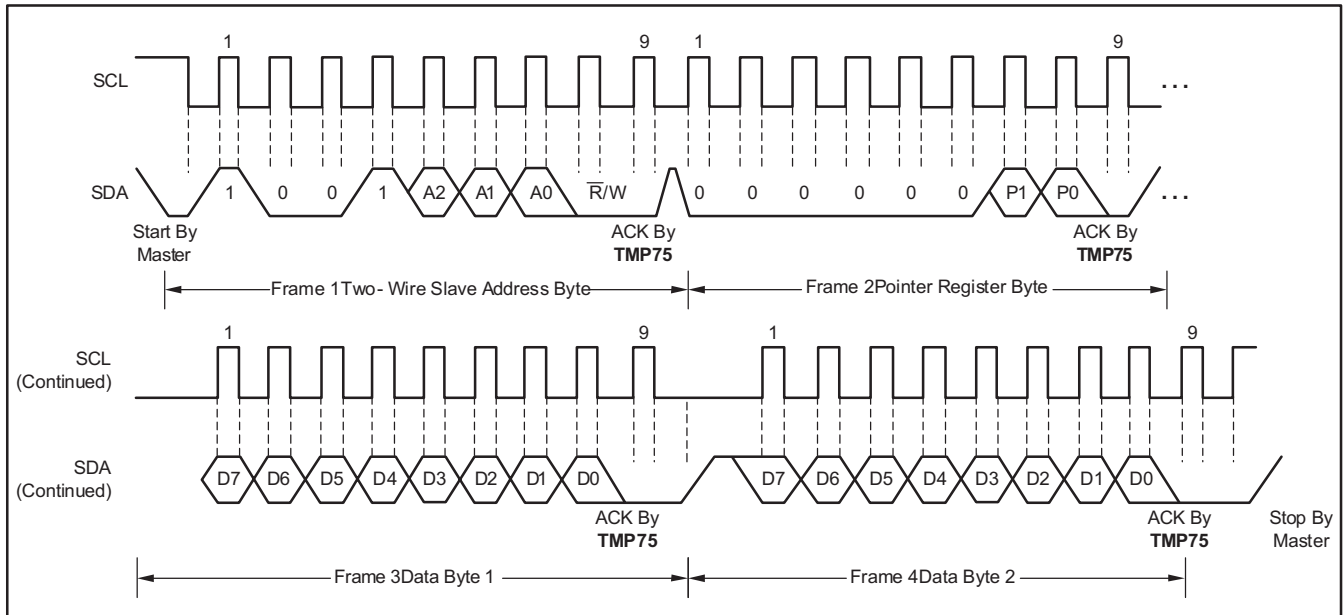 1 9 1 9
SCL ...
SDA 1 0 0 1 A2 A1 A0 R̅/W 0 0 0 0 0 0 P1 P0 ...
Start By
Master
ACK By
TMP75
ACK By
TMP75
Frame 1Two- Wire Slave Address Byte
Frame 2Pointer Register Byte
1 9 1 9
SCL
(Continued)
SDA
(Continued)
D7 D6 D5 D4 D3 D2 D1 D0 D7 D6 D5 D4 D3 D2 D1 D0
ACK By
TMP75
ACK By
TMP75
Stop By
Master
Frame 3Data Byte 1
Frame 4Data Byte 2